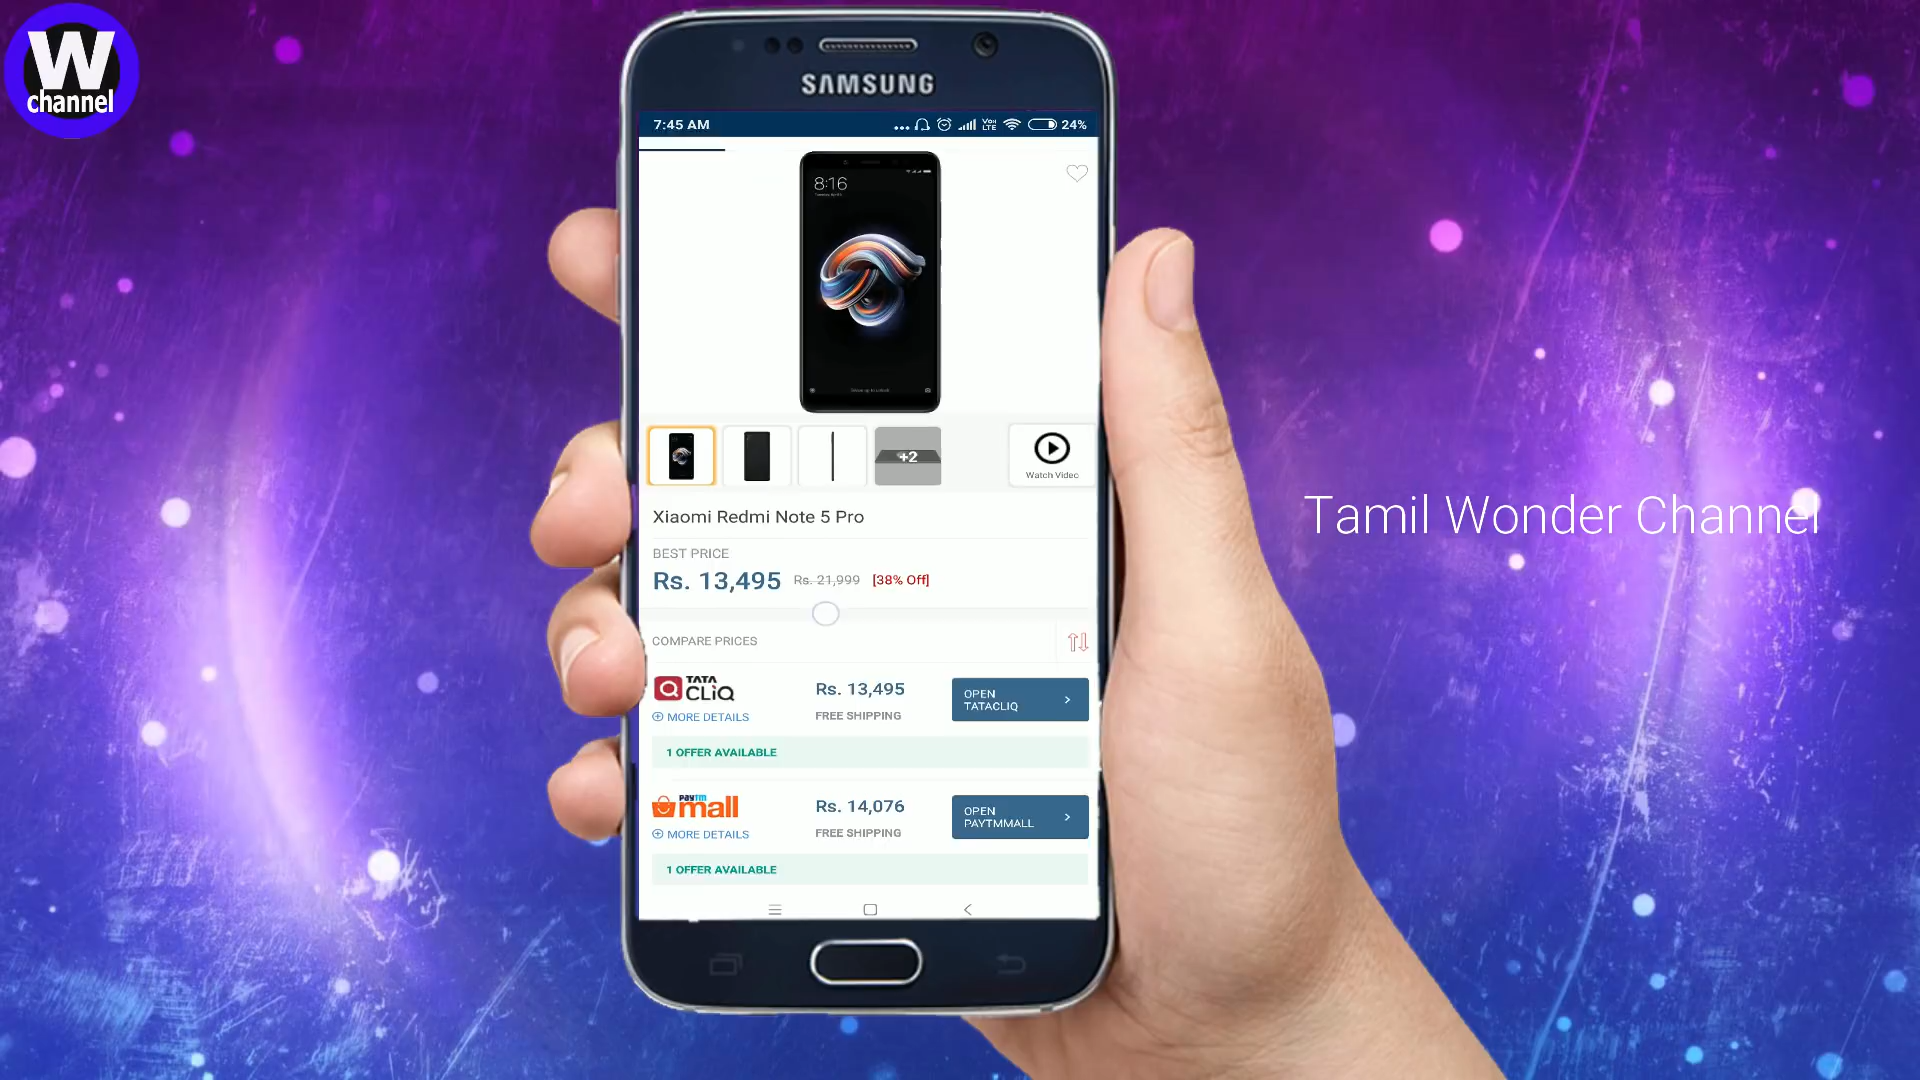 W
channel
SAMSUNG
7:45 AM
VoLTE
24%
8:16
+2
Watch Video
Xiaomi Redmi Note 5 Pro
BEST PRICE
Rs. 13,495 Rs. 21,999 [38% Off]
COMPARE PRICES
TATA
CLiQ
Rs. 13,495
OPEN
TATACLIQ
MORE DETAILS
FREE SHIPPING
1 OFFER AVAILABLE
paytm
mall
Rs. 14,076
OPEN
PAYTMMALL
MORE DETAILS
FREE SHIPPING
1 OFFER AVAILABLE
Tamil Wonder Channel